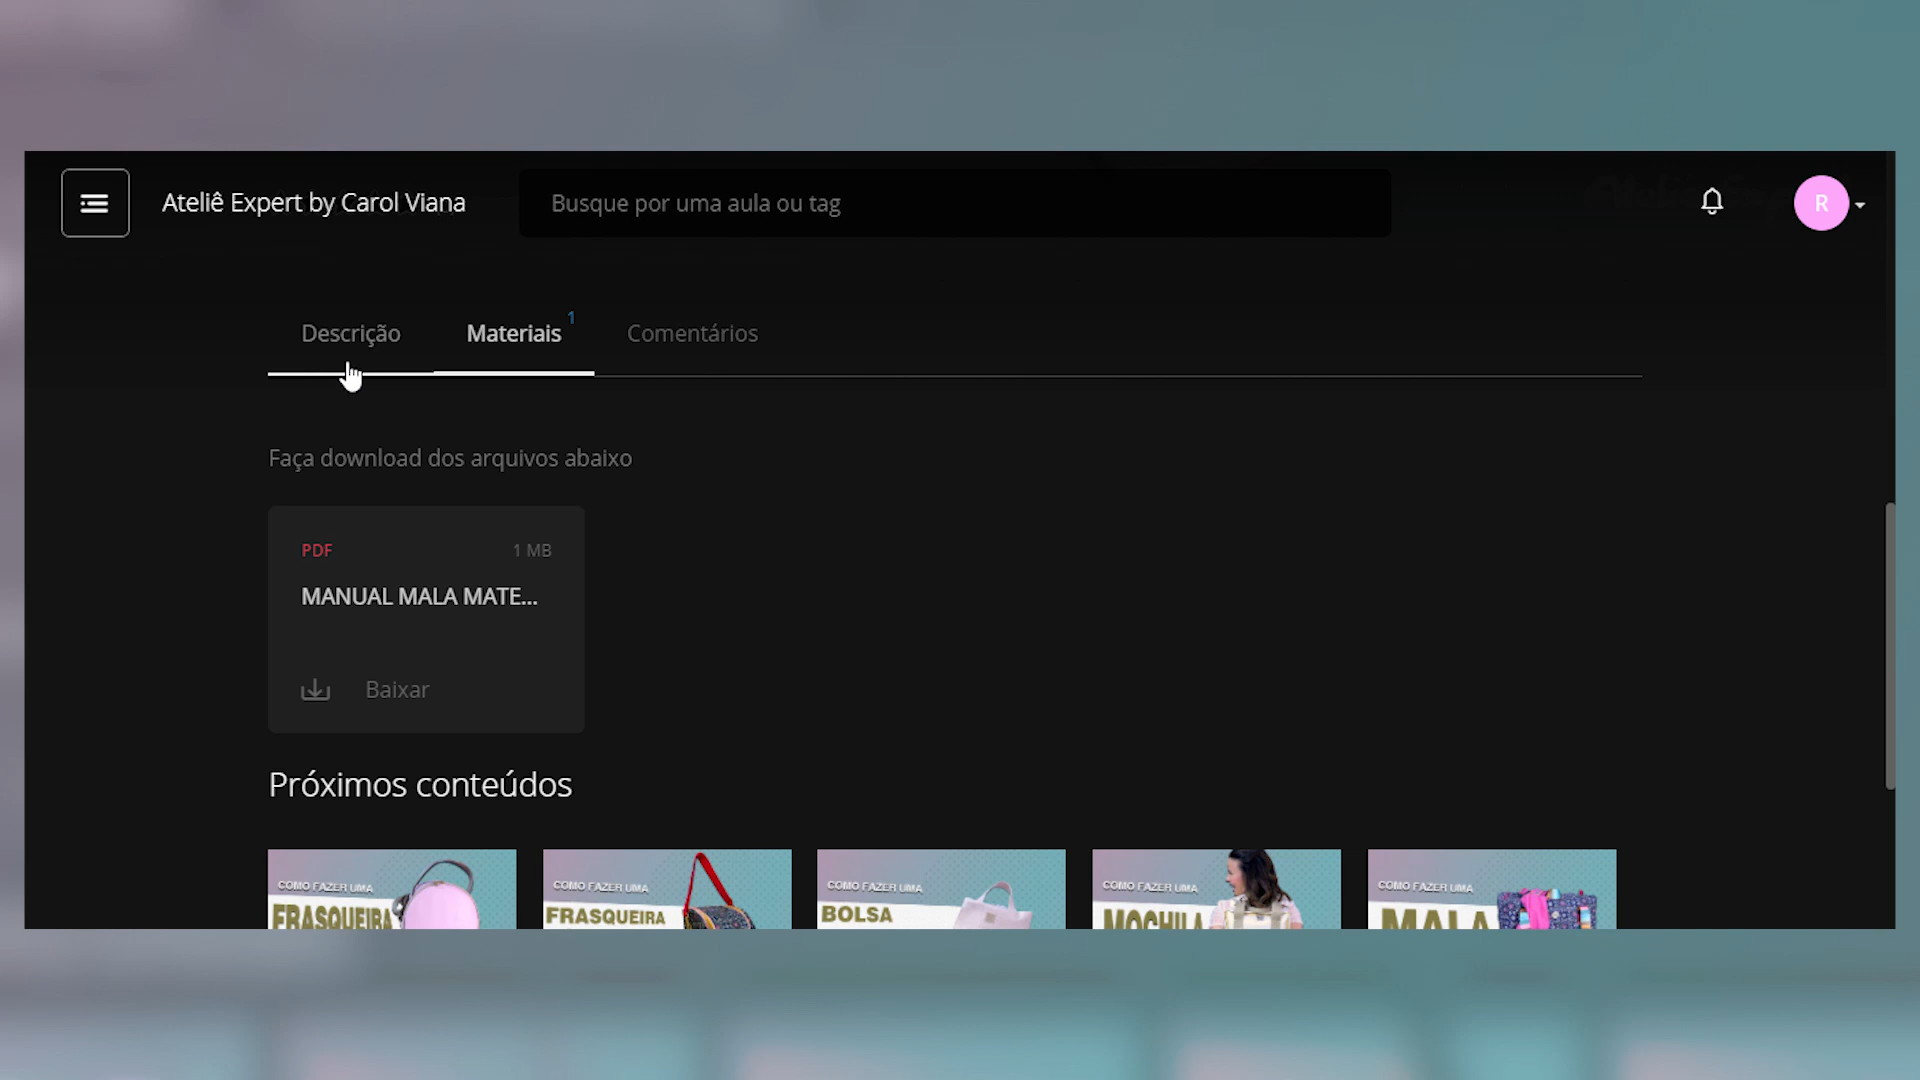 Ateliê Expert by Carol Viana
Busque por uma aula ou tag
R
Descrição
Materiais
1
Comentários
Faça download dos arquivos abaixo
PDF
1 MB
MANUAL MALA MATE...
Baixar
Próximos conteúdos
COMO FAZER UMA
FRASQUEIRA
COMO FAZER UMA
FRASQUEIRA
COMO FAZER UMA
BOLSA
COMO FAZER UMA
MOCHILA
COMO FAZER UMA
MALA